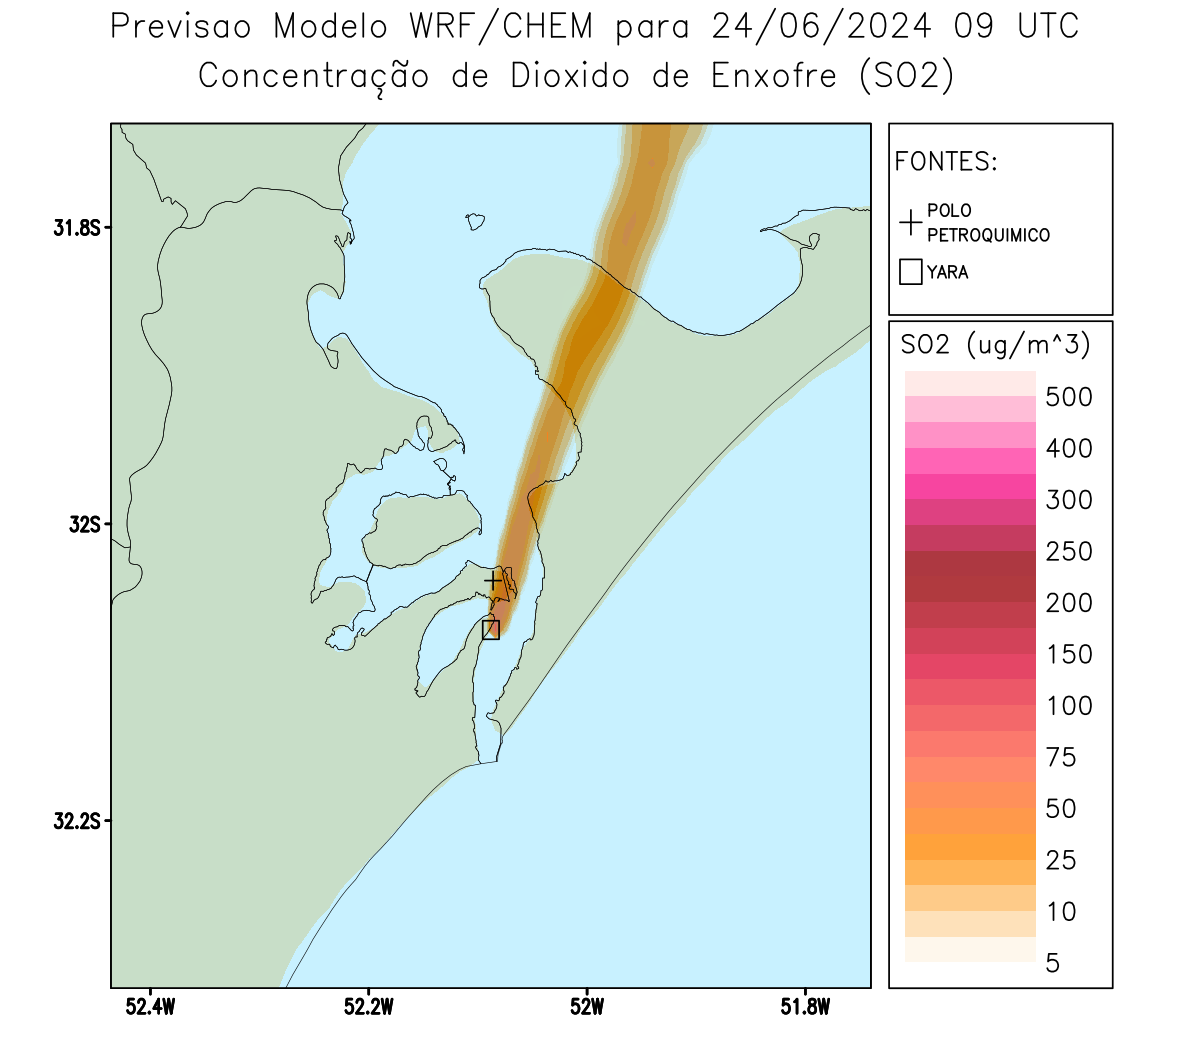 Previsao Modelo WRF/CHEM para 24/06/2024 09 UTC
Concentração de Dioxido de Enxofre (SO2)
FONTES:
POLO
PETROQUIMICO
YARA
SO2 (ug/m^3)
500
400
300
250
200
150
100
75
50
25
10
5
31.8S
32S
32.2S
52.4W
52.2W
52W
51.8W